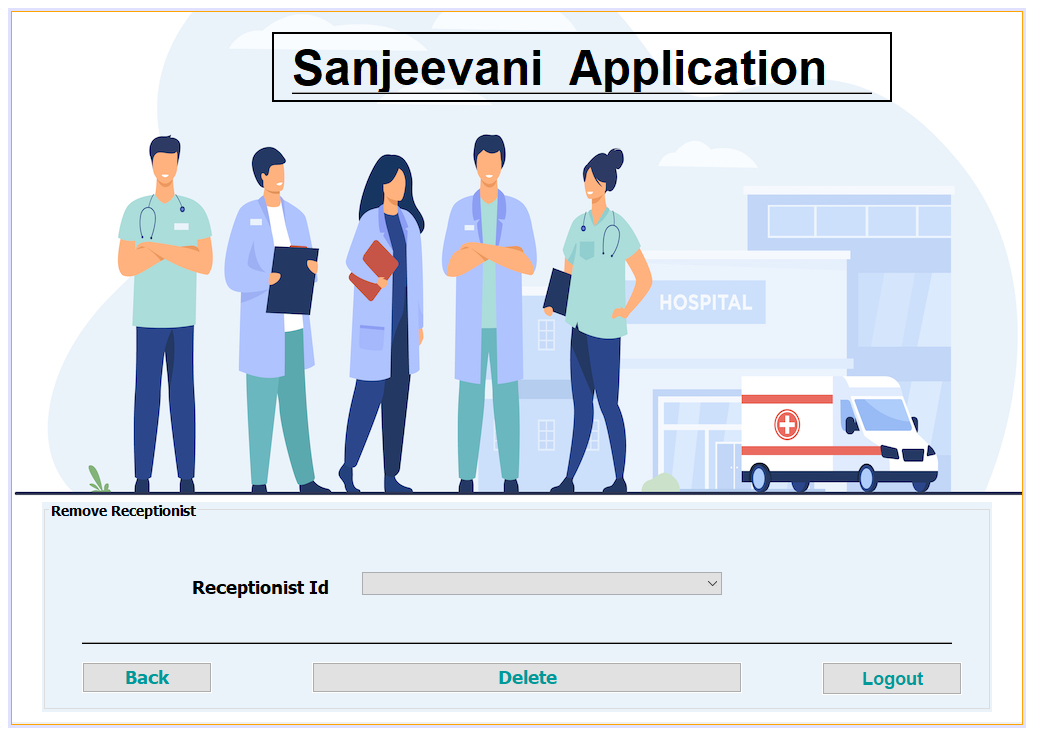 Sanjeevani Application
HOSPITAL
Remove Receptionist
Receptionist Id
Back
Delete
Logout